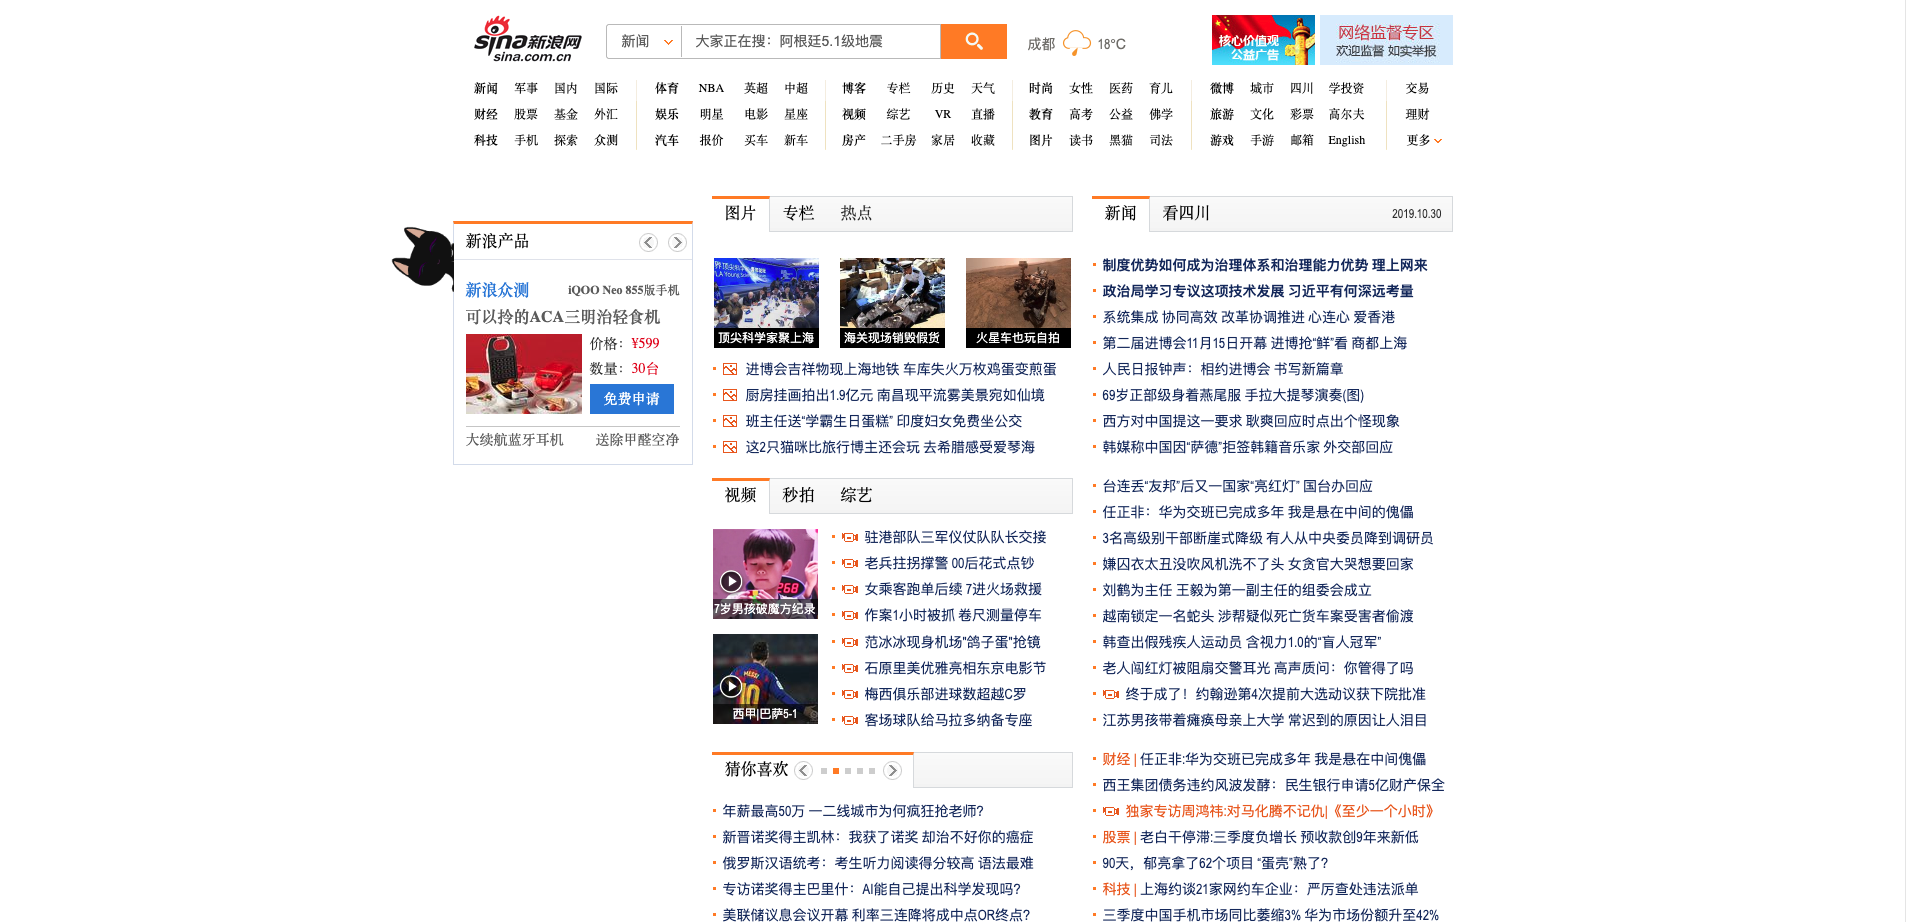 sina新浪网
sina.com.cn
新闻
大家正在搜：阿根廷5.1级地震
成都 18°C
核心价值观
公益广告
网络监督专区
欢迎监督 如实举报
新闻 军事 国内 国际 体育 NBA 英超 中超 博客 专栏 历史 天气 时尚 女性 医药 育儿 微博 城市 四川 学投资 交易
财经 股票 基金 外汇 娱乐 明星 电影 星座 视频 综艺 VR 直播 教育 高考 公益 佛学 旅游 文化 彩票 高尔夫 理财
科技 手机 探索 众测 汽车 报价 买车 新车 房产 二手房 家居 收藏 图片 读书 黑猫 司法 游戏 手游 邮箱 English 更多
新浪产品
新浪众测 iQOO Neo 855版手机
可以拎的ACA三明治轻食机
价格：¥599
数量：30台
免费申请
大续航蓝牙耳机 送除甲醛空净
图片 专栏 热点
顶尖科学家聚上海 海关现场销毁假货 火星车也玩自拍
进博会吉祥物现上海地铁 车库失火万枚鸡蛋变煎蛋
厨房挂画拍出1.9亿元 南昌现平流雾美景宛如仙境
班主任送“学霸生日蛋糕” 印度妇女免费坐公交
这2只猫咪比旅行博主还会玩 去希腊感受爱琴海
视频 秒拍 综艺
268
7岁男孩破魔方纪录
MESSI
10
西甲|巴萨5-1
驻港部队三军仪仗队队长交接
老兵拄拐撑警 00后花式点钞
女乘客跑单后续 7进火场救援
作案1小时被抓 卷尺测量停车
范冰冰现身机场"鸽子蛋"抢镜
石原里美优雅亮相东京电影节
梅西俱乐部进球数超越C罗
客场球队给马拉多纳备专座
猜你喜欢
年薪最高50万 一二线城市为何疯狂抢老师?
新晋诺奖得主凯林：我获了诺奖 却治不好你的癌症
俄罗斯汉语统考：考生听力阅读得分较高 语法最难
专访诺奖得主巴里什：AI能自己提出科学发现吗?
美联储议息会议开幕 利率三连降将成中点OR终点?
新闻 看四川 2019.10.30
制度优势如何成为治理体系和治理能力优势 理上网来
政治局学习专议这项技术发展 习近平有何深远考量
系统集成 协同高效 改革协调推进 心连心 爱香港
第二届进博会11月15日开幕 进博抢“鲜”看 商都上海
人民日报钟声：相约进博会 书写新篇章
69岁正部级身着燕尾服 手拉大提琴演奏(图)
西方对中国提这一要求 耿爽回应时点出个怪现象
韩媒称中国因“萨德”拒签韩籍音乐家 外交部回应
台连丢“友邦”后又一国家“亮红灯” 国台办回应
任正非：华为交班已完成多年 我是悬在中间的傀儡
3名高级别干部断崖式降级 有人从中央委员降到调研员
嫌囚衣太丑没吹风机洗不了头 女贪官大哭想要回家
刘鹤为主任 王毅为第一副主任的组委会成立
越南锁定一名蛇头 涉帮疑似死亡货车案受害者偷渡
韩查出假残疾人运动员 含视力1.0的“盲人冠军”
老人闯红灯被阻扇交警耳光 高声质问：你管得了吗
终于成了！约翰逊第4次提前大选动议获下院批准
江苏男孩带着瘫痪母亲上大学 常迟到的原因让人泪目
财经 | 任正非:华为交班已完成多年 我是悬在中间傀儡
西王集团债务违约风波发酵：民生银行申请5亿财产保全
独家专访周鸿祎:对马化腾不记仇|《至少一个小时》
股票 | 老白干停滞:三季度负增长 预收款创9年来新低
90天，郁亮拿了62个项目 “蛋壳”熟了?
科技 | 上海约谈21家网约车企业：严厉查处违法派单
三季度中国手机市场同比萎缩3% 华为市场份额升至42%